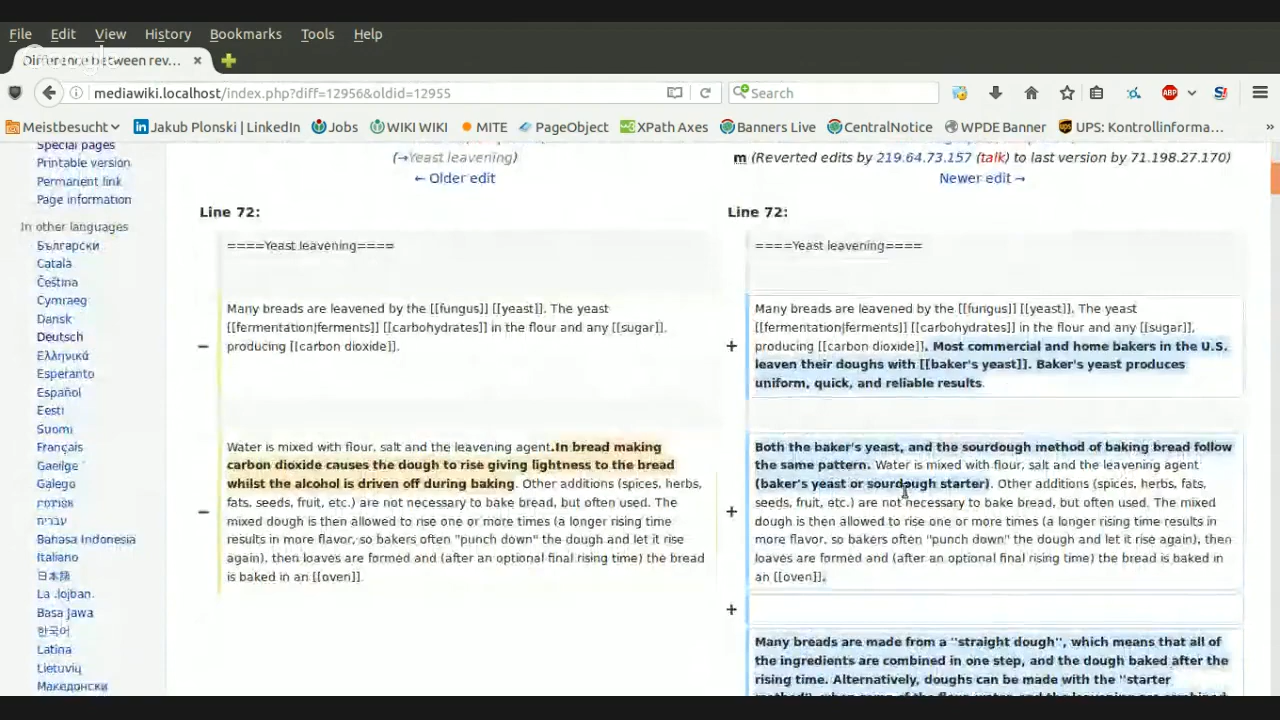 File Edit View History Bookmarks Tools Help
Difference between rev...
mediawiki.localhost/index.php?diff=12956&oldid=12955
Search
Meistbesucht
Jakub Plonski | LinkedIn
Jobs
WIKI WIKI
MITE
PageObject
XPath Axes
Banners Live
CentralNotice
WPDE Banner
UPS: Kontrollinforma...
»
Special pages
Printable version
Permanent link
Page information
In other languages
Български
Català
Čeština
Cymraeg
Dansk
Deutsch
Ελληνικά
Esperanto
Español
Eesti
Suomi
Français
Gaeilge
Galego
עברית
Bahasa Indonesia
Italiano
日本語
La .lojban.
Basa Jawa
한국어
Latina
Lietuvių
Македонски
(→Yeast leavening)
← Older edit
Line 72:
====Yeast leavening====
− Many breads are leavened by the [[fungus]] [[yeast]]. The yeast
[[fermentation|ferments]] [[carbohydrates]] in the flour and any [[sugar]],
producing [[carbon dioxide]].
− Water is mixed with flour, salt and the leavening agent.In bread making
carbon dioxide causes the dough to rise giving lightness to the bread
whilst the alcohol is driven off during baking. Other additions (spices, herbs,
fats, seeds, fruit, etc.) are not necessary to bake bread, but often used. The
mixed dough is then allowed to rise one or more times (a longer rising time
results in more flavor, so bakers often "punch down" the dough and let it rise
again), then loaves are formed and (after an optional final rising time) the bread
is baked in an [[oven]].
m (Reverted edits by 219.64.73.157 (talk) to last version by 71.198.27.170)
Newer edit →
Line 72:
====Yeast leavening====
+ Many breads are leavened by the [[fungus]] [[yeast]]. The yeast
[[fermentation|ferments]] [[carbohydrates]] in the flour and any [[sugar]],
producing [[carbon dioxide]]. Most commercial and home bakers in the U.S.
leaven their doughs with [[baker's yeast]]. Baker's yeast produces
uniform, quick, and reliable results.
+ Both the baker's yeast, and the sourdough method of baking bread follow
the same pattern. Water is mixed with flour, salt and the leavening agent
(baker's yeast or sourdough starter). Other additions (spices, herbs, fats,
seeds, fruit, etc.) are not necessary to bake bread, but often used. The mixed
dough is then allowed to rise one or more times (a longer rising time results in
more flavor, so bakers often "punch down" the dough and let it rise again), then
loaves are formed and (after an optional final rising time) the bread is baked in
an [[oven]].
+
Many breads are made from a ''straight dough'', which means that all of
the ingredients are combined in one step, and the dough baked after the
rising time. Alternatively, doughs can be made with the ''starter